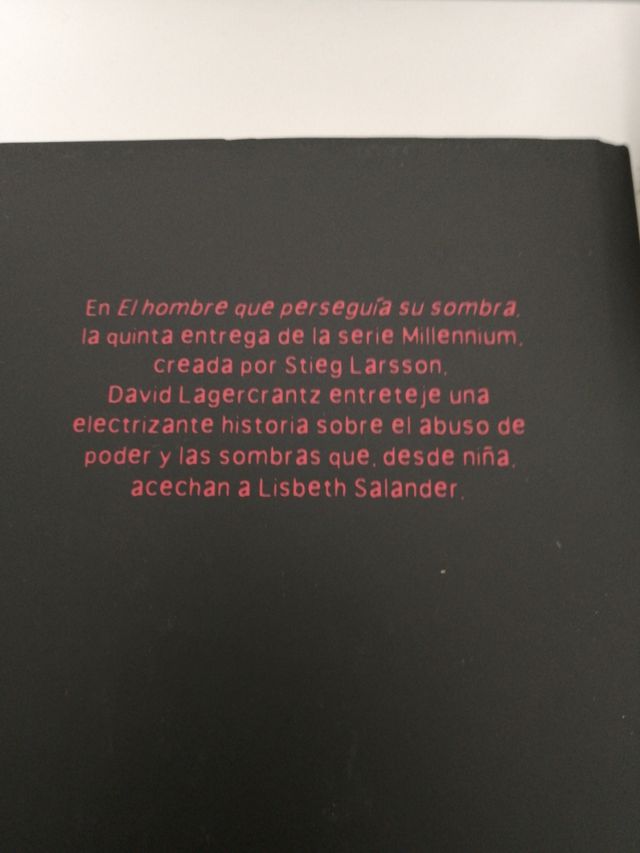 En El hombre que perseguía su sombra,
la quinta entrega de la serie Millennium,
creada por Stieg Larsson,
David Lagercrantz entreteje una
electrizante historia sobre el abuso de
poder y las sombras que, desde niña,
acechan a Lisbeth Salander.